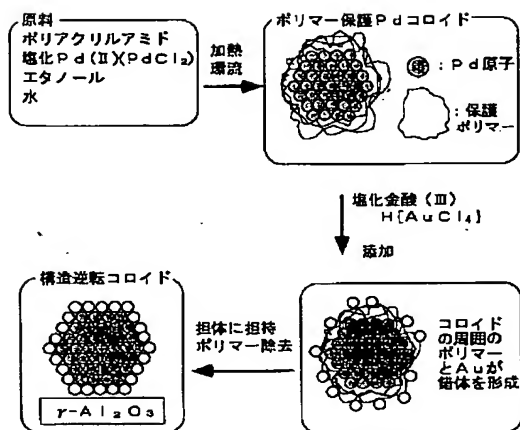 原料
ポリアクリルアミド
塩化Pd(II)(PdCl₂)
エタノール
水
加熱
環流
ポリマー保護Pdコロイド
:Pd原子
:保護
ポリマー
塩化金酸(III)
H{AuCl₄}
添加
構造逆転コロイド
γ-Al₂O₃
担体に担持
ポリマー除去
コロイド
の周囲の
ポリマー
とAuが
錯体を形成